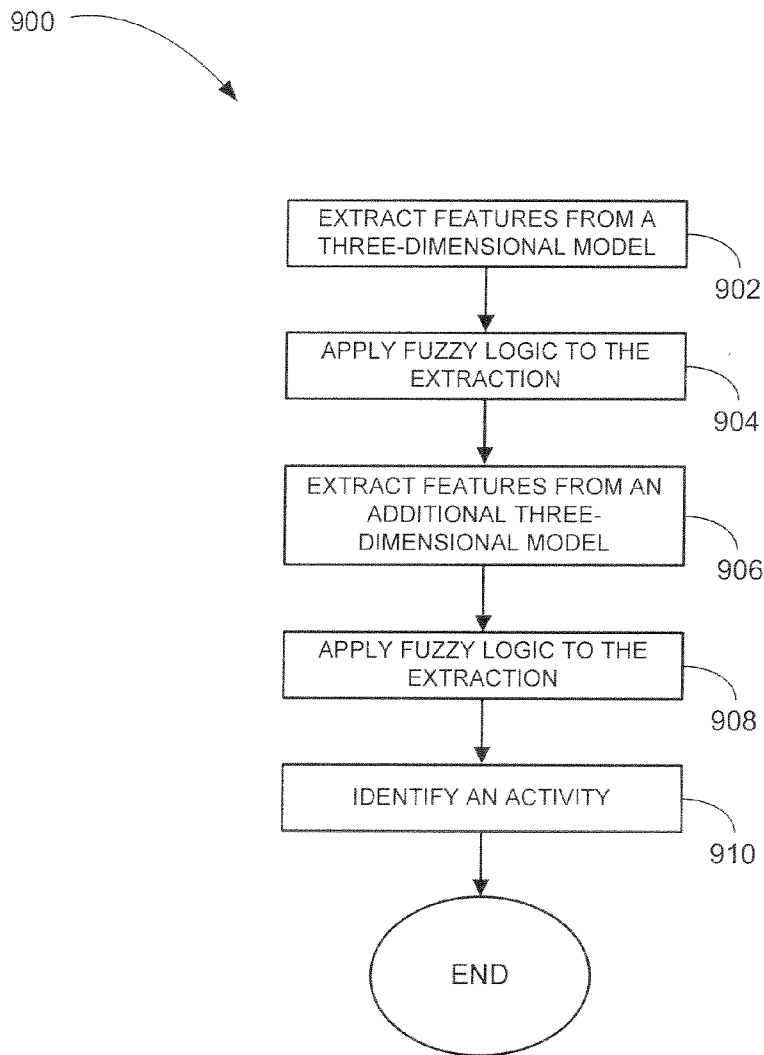 900
EXTRACT FEATURES FROM A
THREE-DIMENSIONAL MODEL
902
APPLY FUZZY LOGIC TO THE
EXTRACTION
904
EXTRACT FEATURES FROM AN
ADDITIONAL THREE-
DIMENSIONAL MODEL
906
APPLY FUZZY LOGIC TO THE
EXTRACTION
908
IDENTIFY AN ACTIVITY
910
END